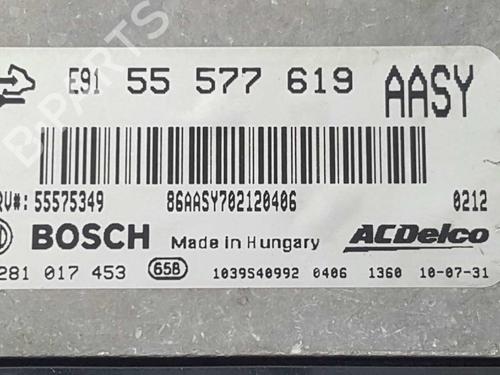 E91 55 577 619 AASY
RV#: 55575349 86AASY702120406 0212
BOSCH Made in Hungary ACDelco
281 017 453 658 1039S40992 0406 1360 10-07-31
B-PARTS